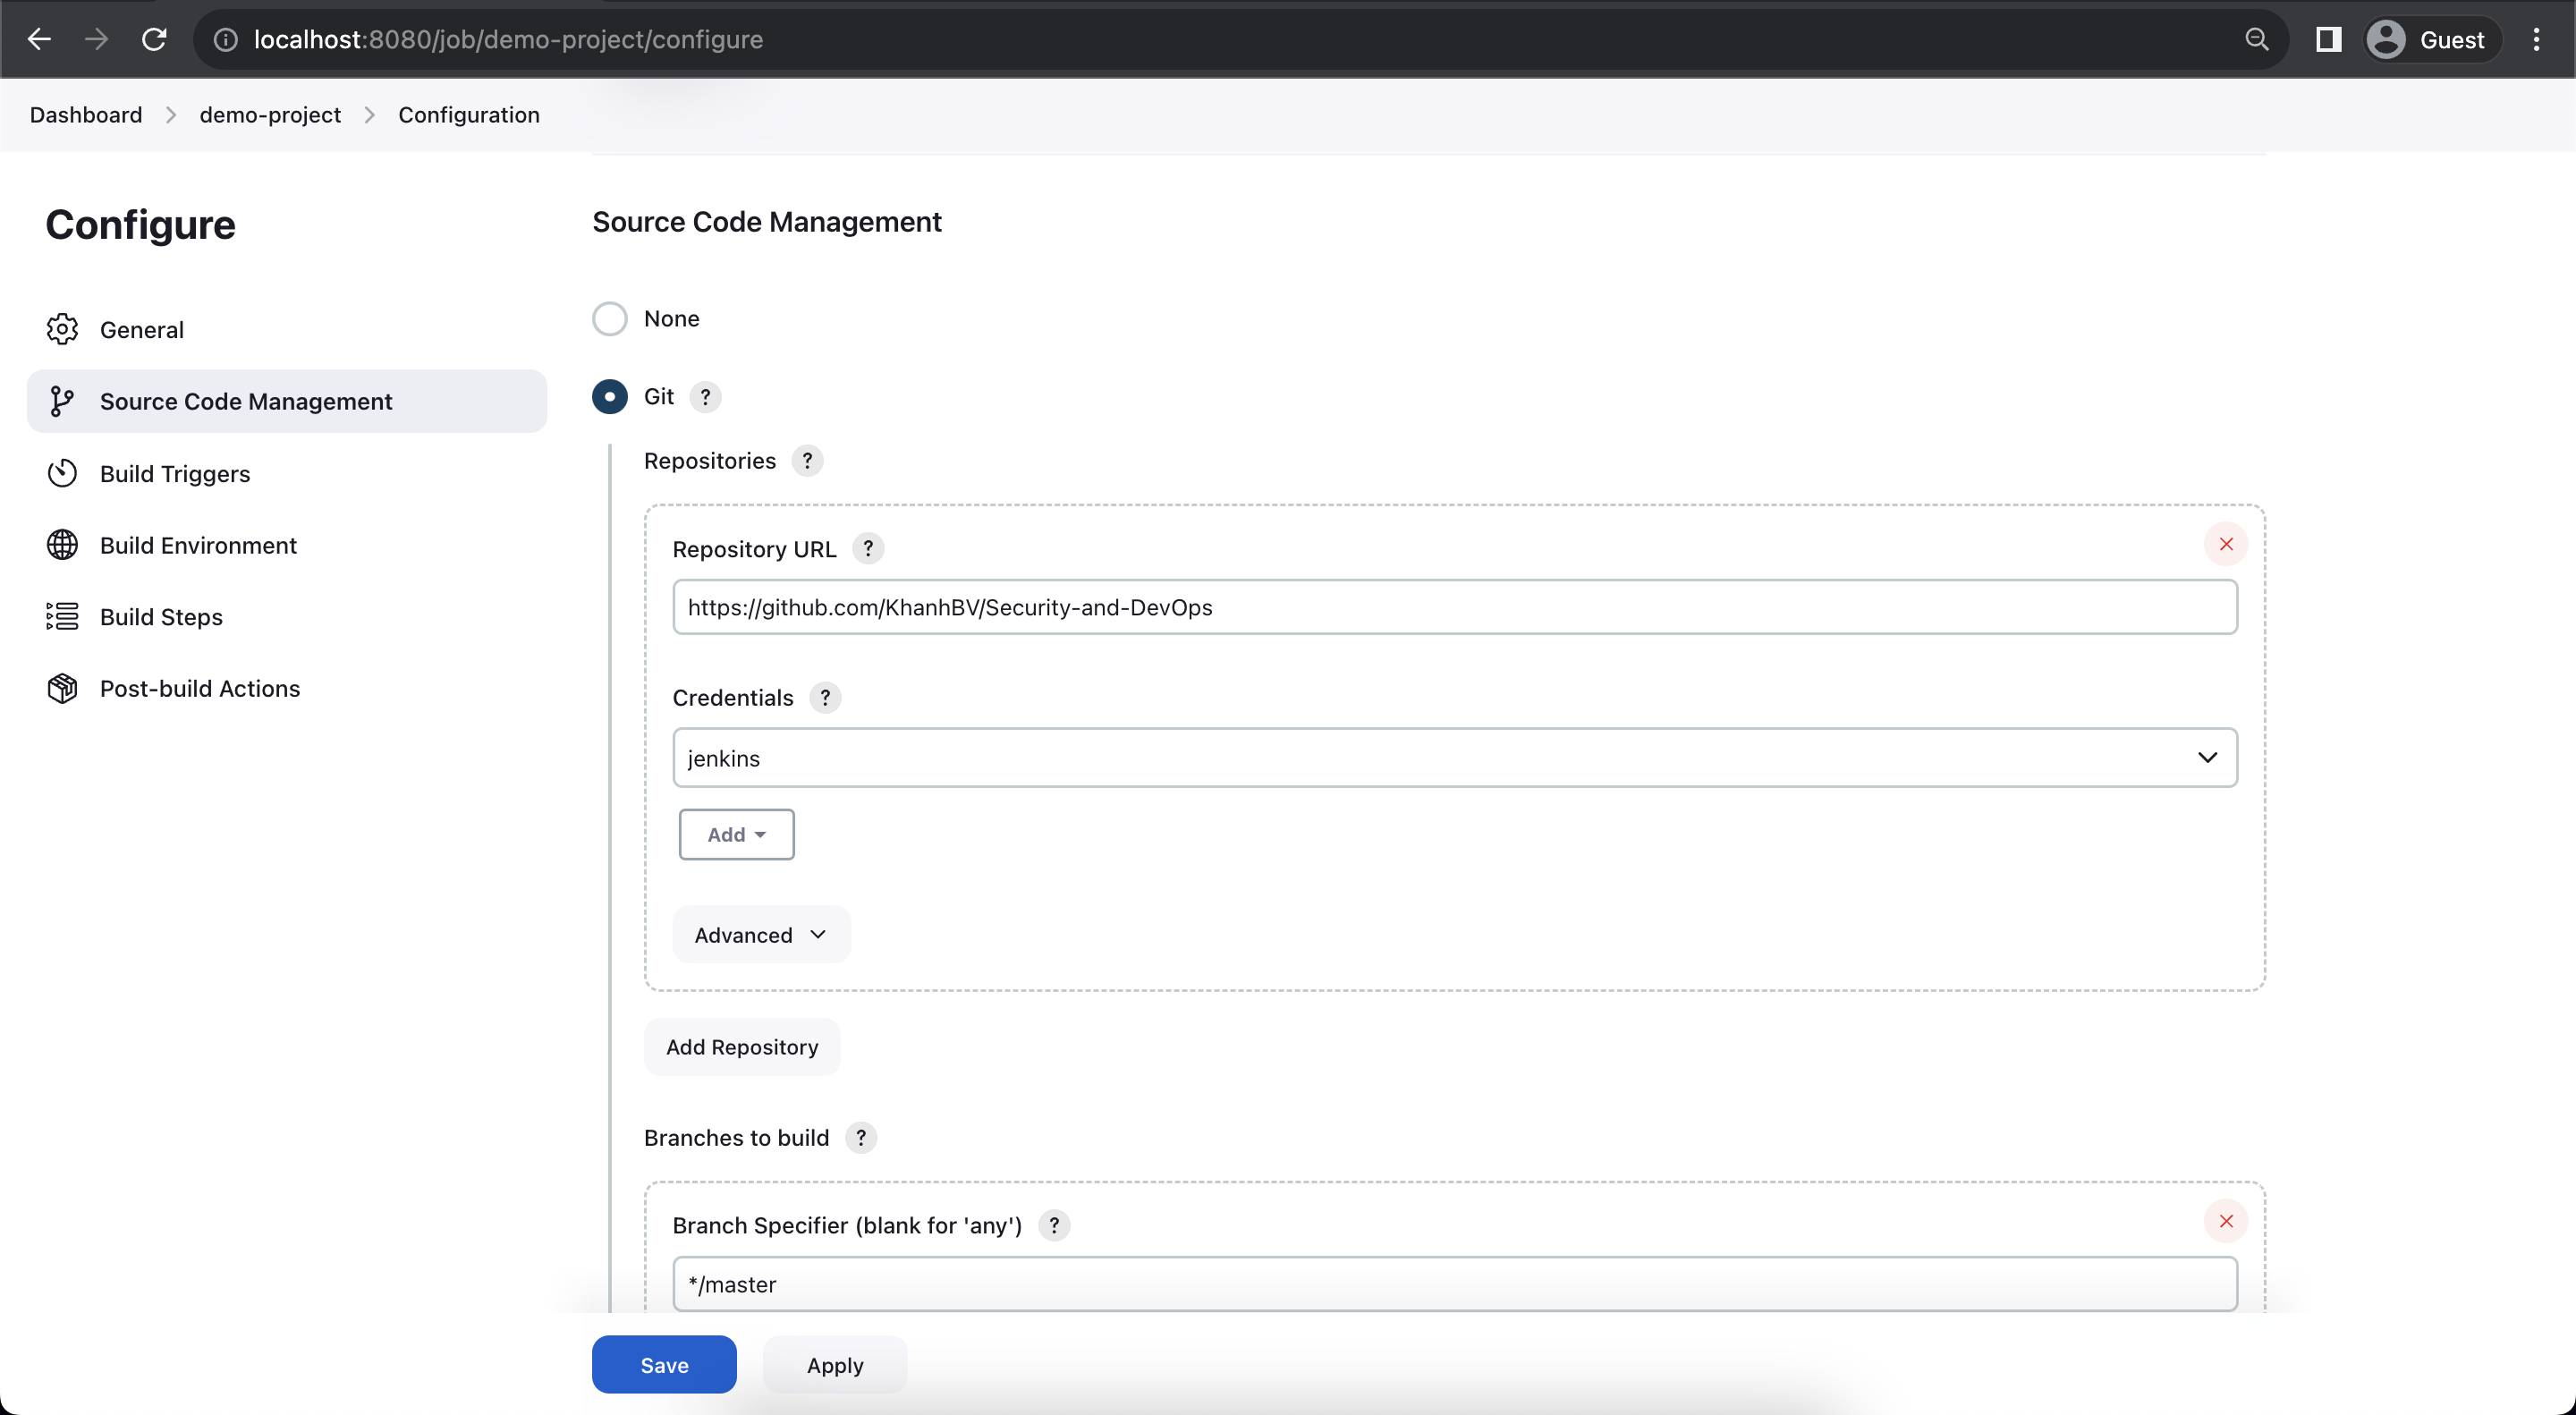 localhost:8080/job/demo-project/configure
Guest
Dashboard
demo-project
Configuration
Configure
General
Source Code Management
Build Triggers
Build Environment
Build Steps
Post-build Actions
Source Code Management
None
Git ?
Repositories ?
Repository URL ?
https://github.com/KhanhBV/Security-and-DevOps
Credentials ?
jenkins
Add
Advanced
Add Repository
Branches to build ?
Branch Specifier (blank for 'any') ?
*/master
Save
Apply